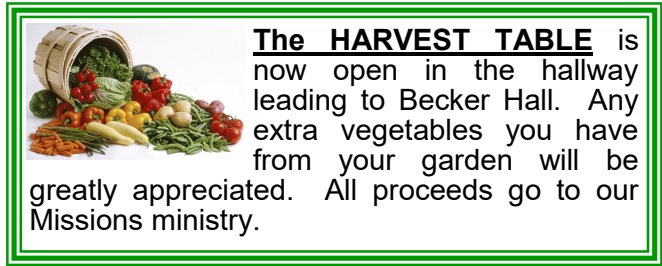 The HARVEST TABLE is
now open in the hallway
leading to Becker Hall. Any
extra vegetables you have
from your garden will be
greatly appreciated. All proceeds go to our
Missions ministry.